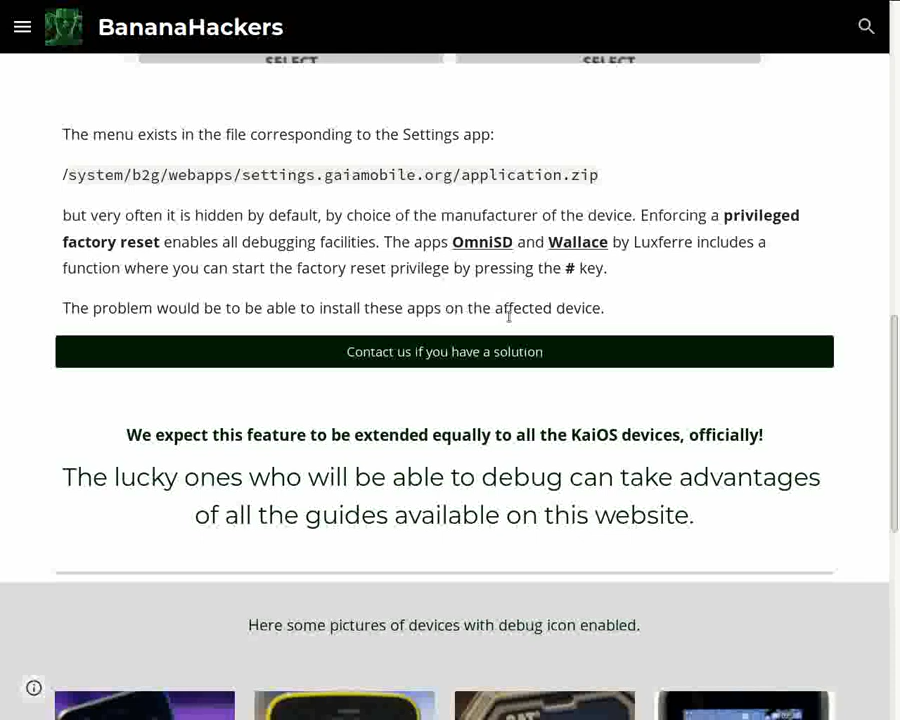 BananaHackers
SELECT SELECT
The menu exists in the file corresponding to the Settings app:
/system/b2g/webapps/settings.gaiamobile.org/application.zip
but very often it is hidden by default, by choice of the manufacturer of the device. Enforcing a privileged
factory reset enables all debugging facilities. The apps OmniSD and Wallace by Luxferre includes a
function where you can start the factory reset privilege by pressing the # key.
The problem would be to be able to install these apps on the affected device.
Contact us if you have a solution
We expect this feature to be extended equally to all the KaiOS devices, officially!
The lucky ones who will be able to debug can take advantages
of all the guides available on this website.
Here some pictures of devices with debug icon enabled.
CAT